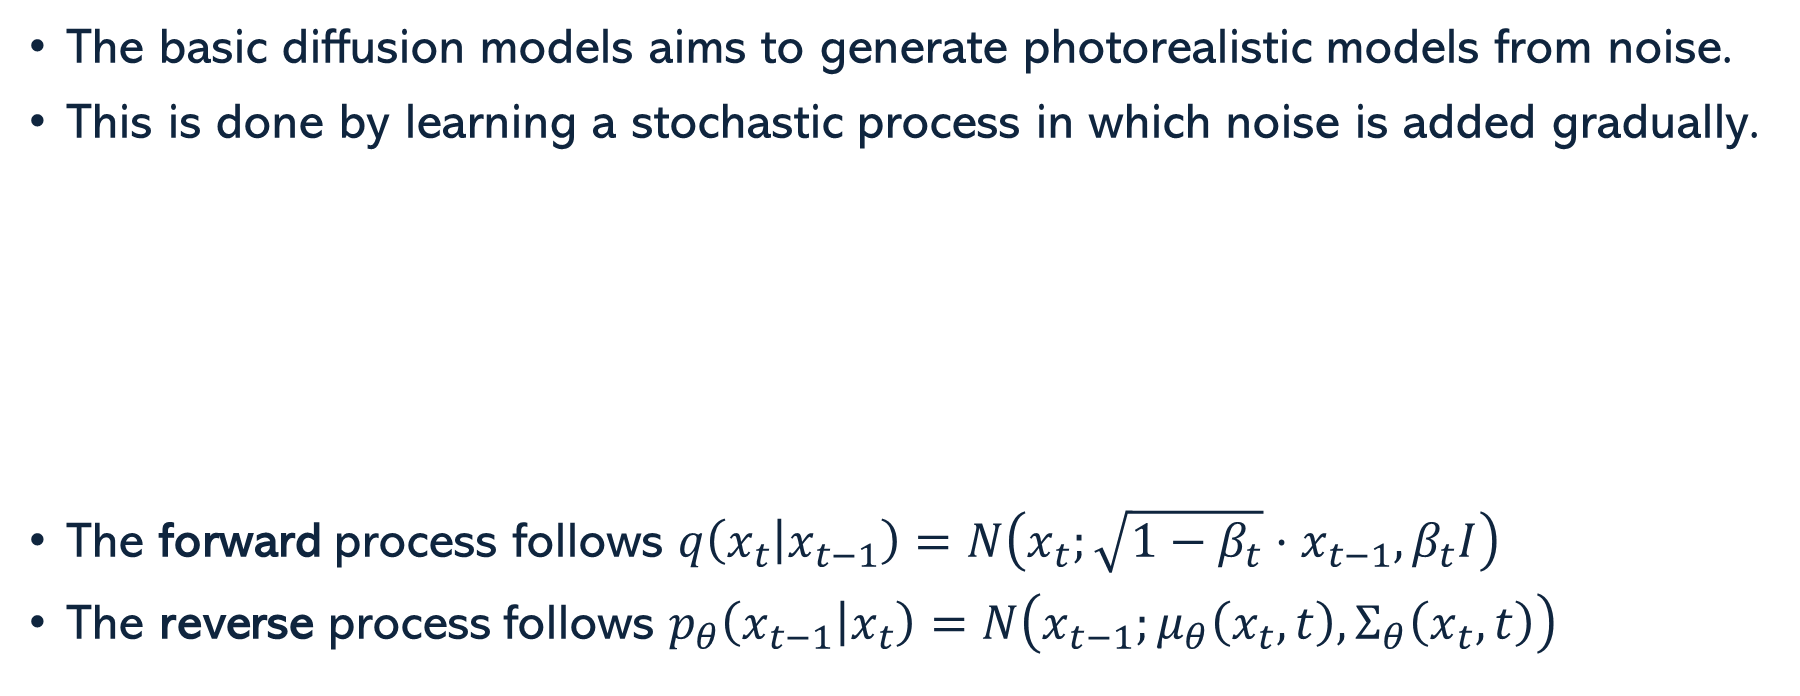 • The basic diffusion models aims to generate photorealistic models from noise.
• This is done by learning a stochastic process in which noise is added gradually.
• The forward process follows q(x_t|x_{t−1}) = N(x_t; √(1 − β_t) · x_{t−1}, β_t I)
• The reverse process follows p_θ(x_{t−1}|x_t) = N(x_{t−1}; μ_θ(x_t, t), Σ_θ(x_t, t))